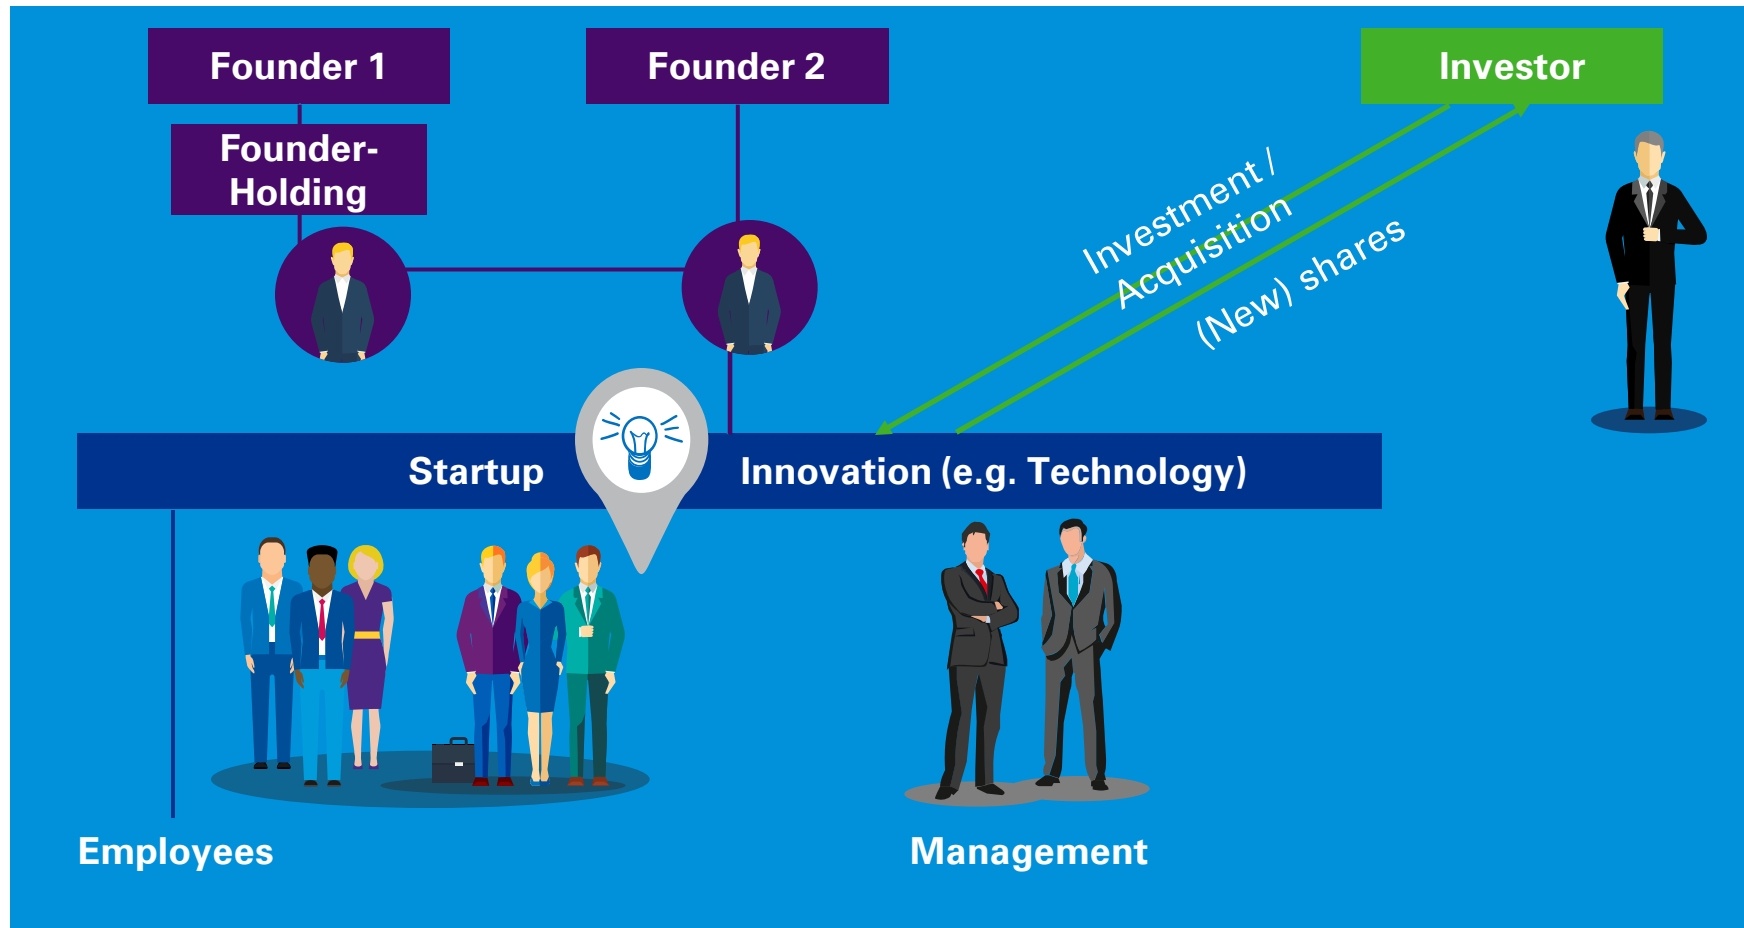 Founder 1
Founder 2
Investor
Founder-
Holding
Investment /
Acquisition
(New) shares
Startup
Innovation (e.g. Technology)
Employees
Management